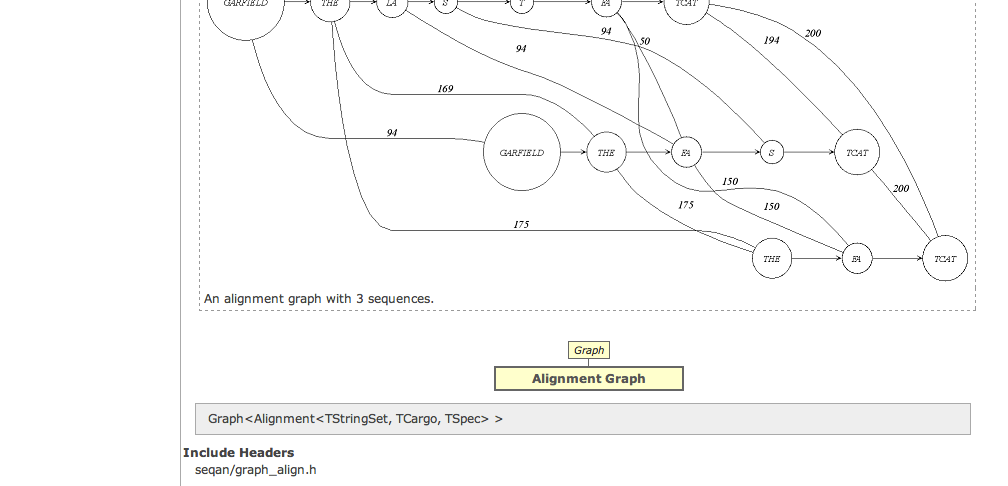 GARFIELD THE LA S T FA TCAT
94 50 194 200
94
169
94
GARFIELD THE FA S TCAT
150
200
175 150
175
THE FA TCAT
An alignment graph with 3 sequences.
Graph
Alignment Graph
Graph<Alignment<TStringSet, TCargo, TSpec> >
Include Headers
seqan/graph_align.h